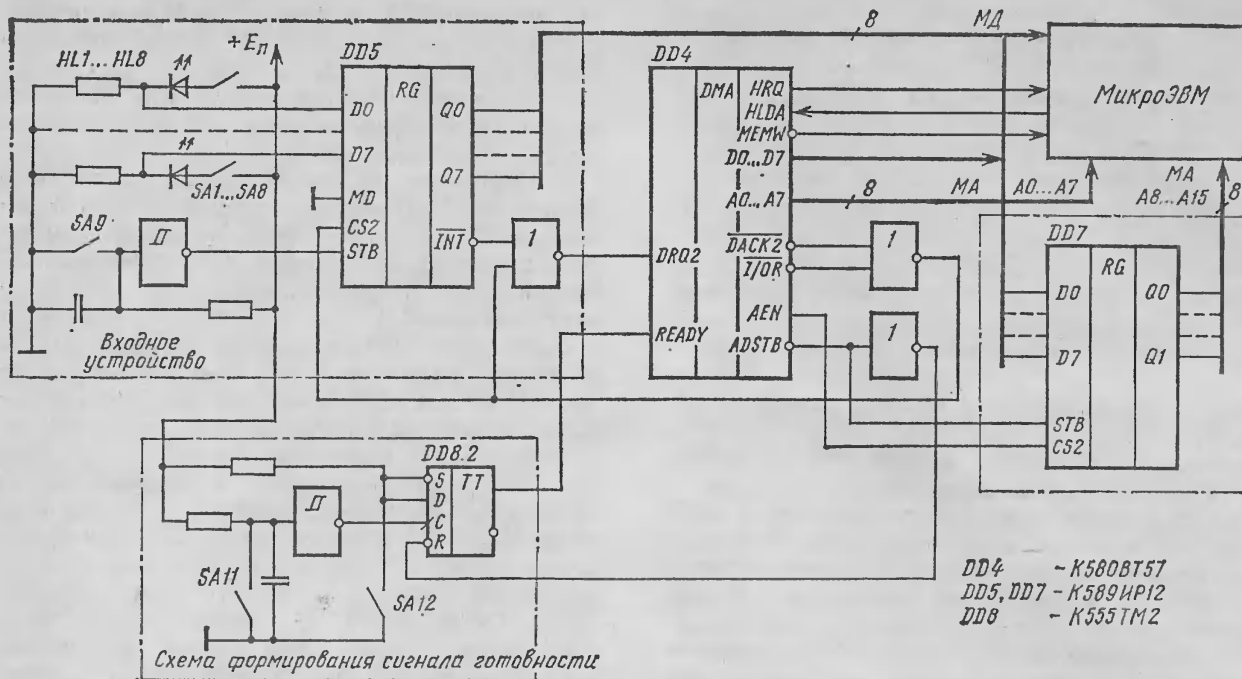 +Eп
HL1...HL8
DD5
RG
D0
D7
MD
CS2
STB
Q0
Q7
INT
SA1...SA8
SA9
Входное
устройство
1
8
МД
DD4
DMA
HRQ
HLDA
MEMW
D0...D7
A0...A7
DACK2
I/OR
AEN
ADSTB
DRQ2
READY
МикроЭВМ
8
МА
A0...A7
МА
A8...A15
8
1
1
DD7
RG
D0
D7
STB
CS2
Q0
Q1
DD8.2
S
D
C
R
TT
SA11
SA12
Схема формирования сигнала готовности
DD4 - К580ВТ57
DD5, DD7 - К589ИР12
DD8 - К555ТМ2